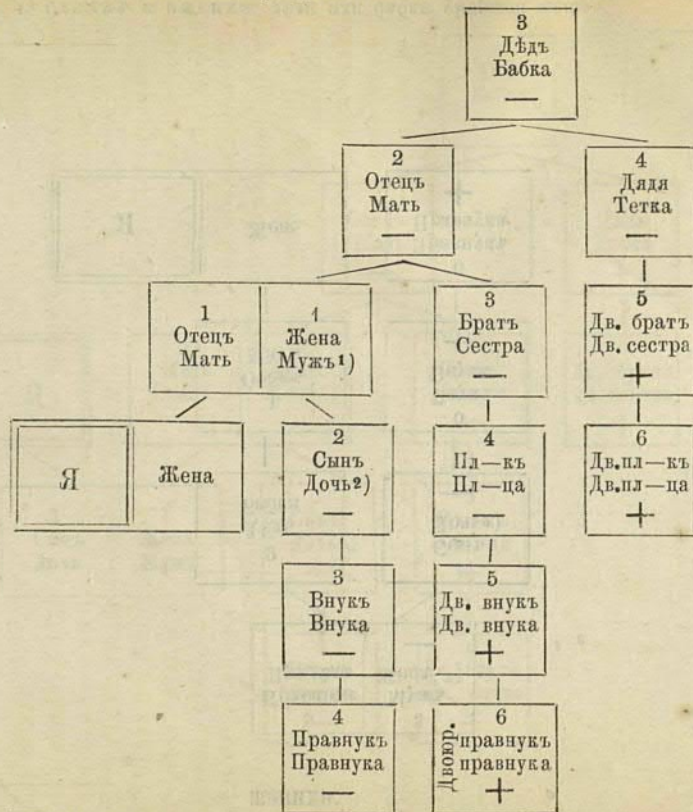 3
Дѣдъ
Бабка
—
2
Отецъ
Мать
—
4
Дядя
Тетка
—
1
Отецъ
Мать
1
Жена
Мужъ1)
3
Братъ
Сестра
—
5
Дв. братъ
Дв. сестра
+
Я
Жена
2
Сынъ
Дочь2)
—
4
Пл—къ
Пл—ца
—
6
Дв.пл—къ
Дв.пл—ца
+
3
Внукъ
Внука
—
5
Дв. внукъ
Дв. внука
+
4
Правнукъ
Правнука
—
6
Двоюр.
правнукъ
правнука
+